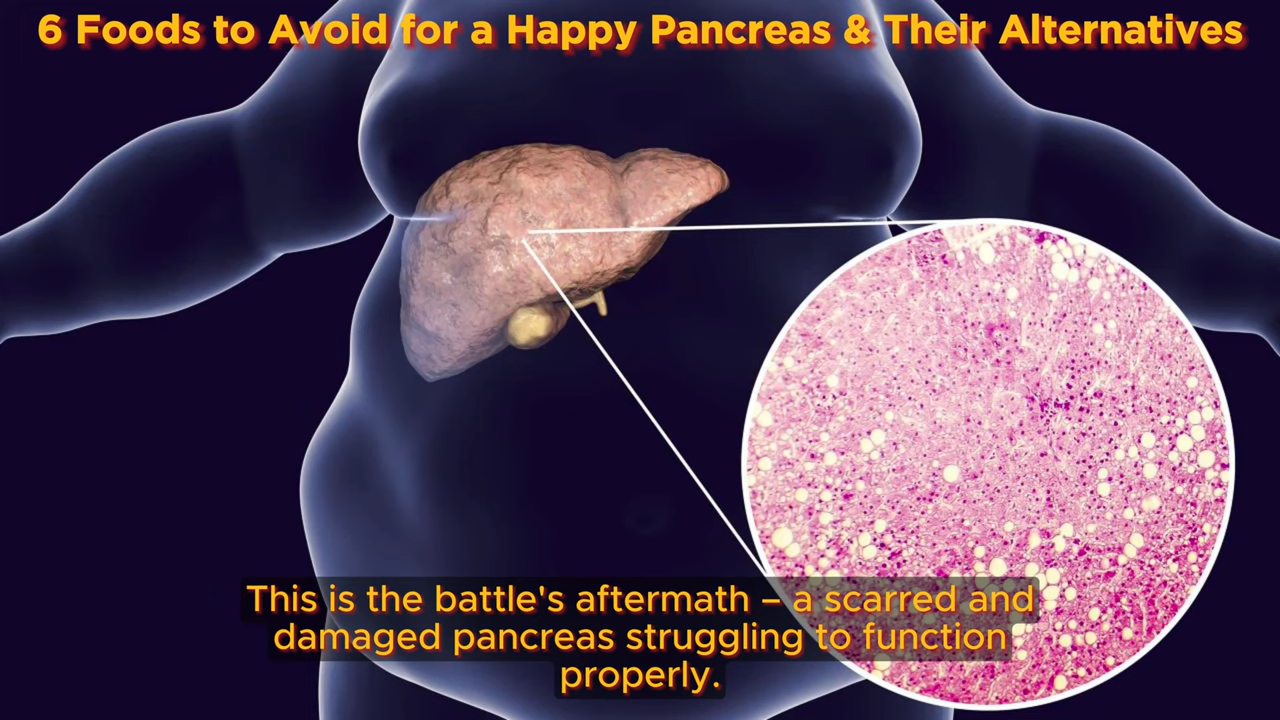 6 Foods to Avoid for a Happy Pancreas & Their Alternatives
This is the battle's aftermath – a scarred and
damaged pancreas struggling to function
properly.